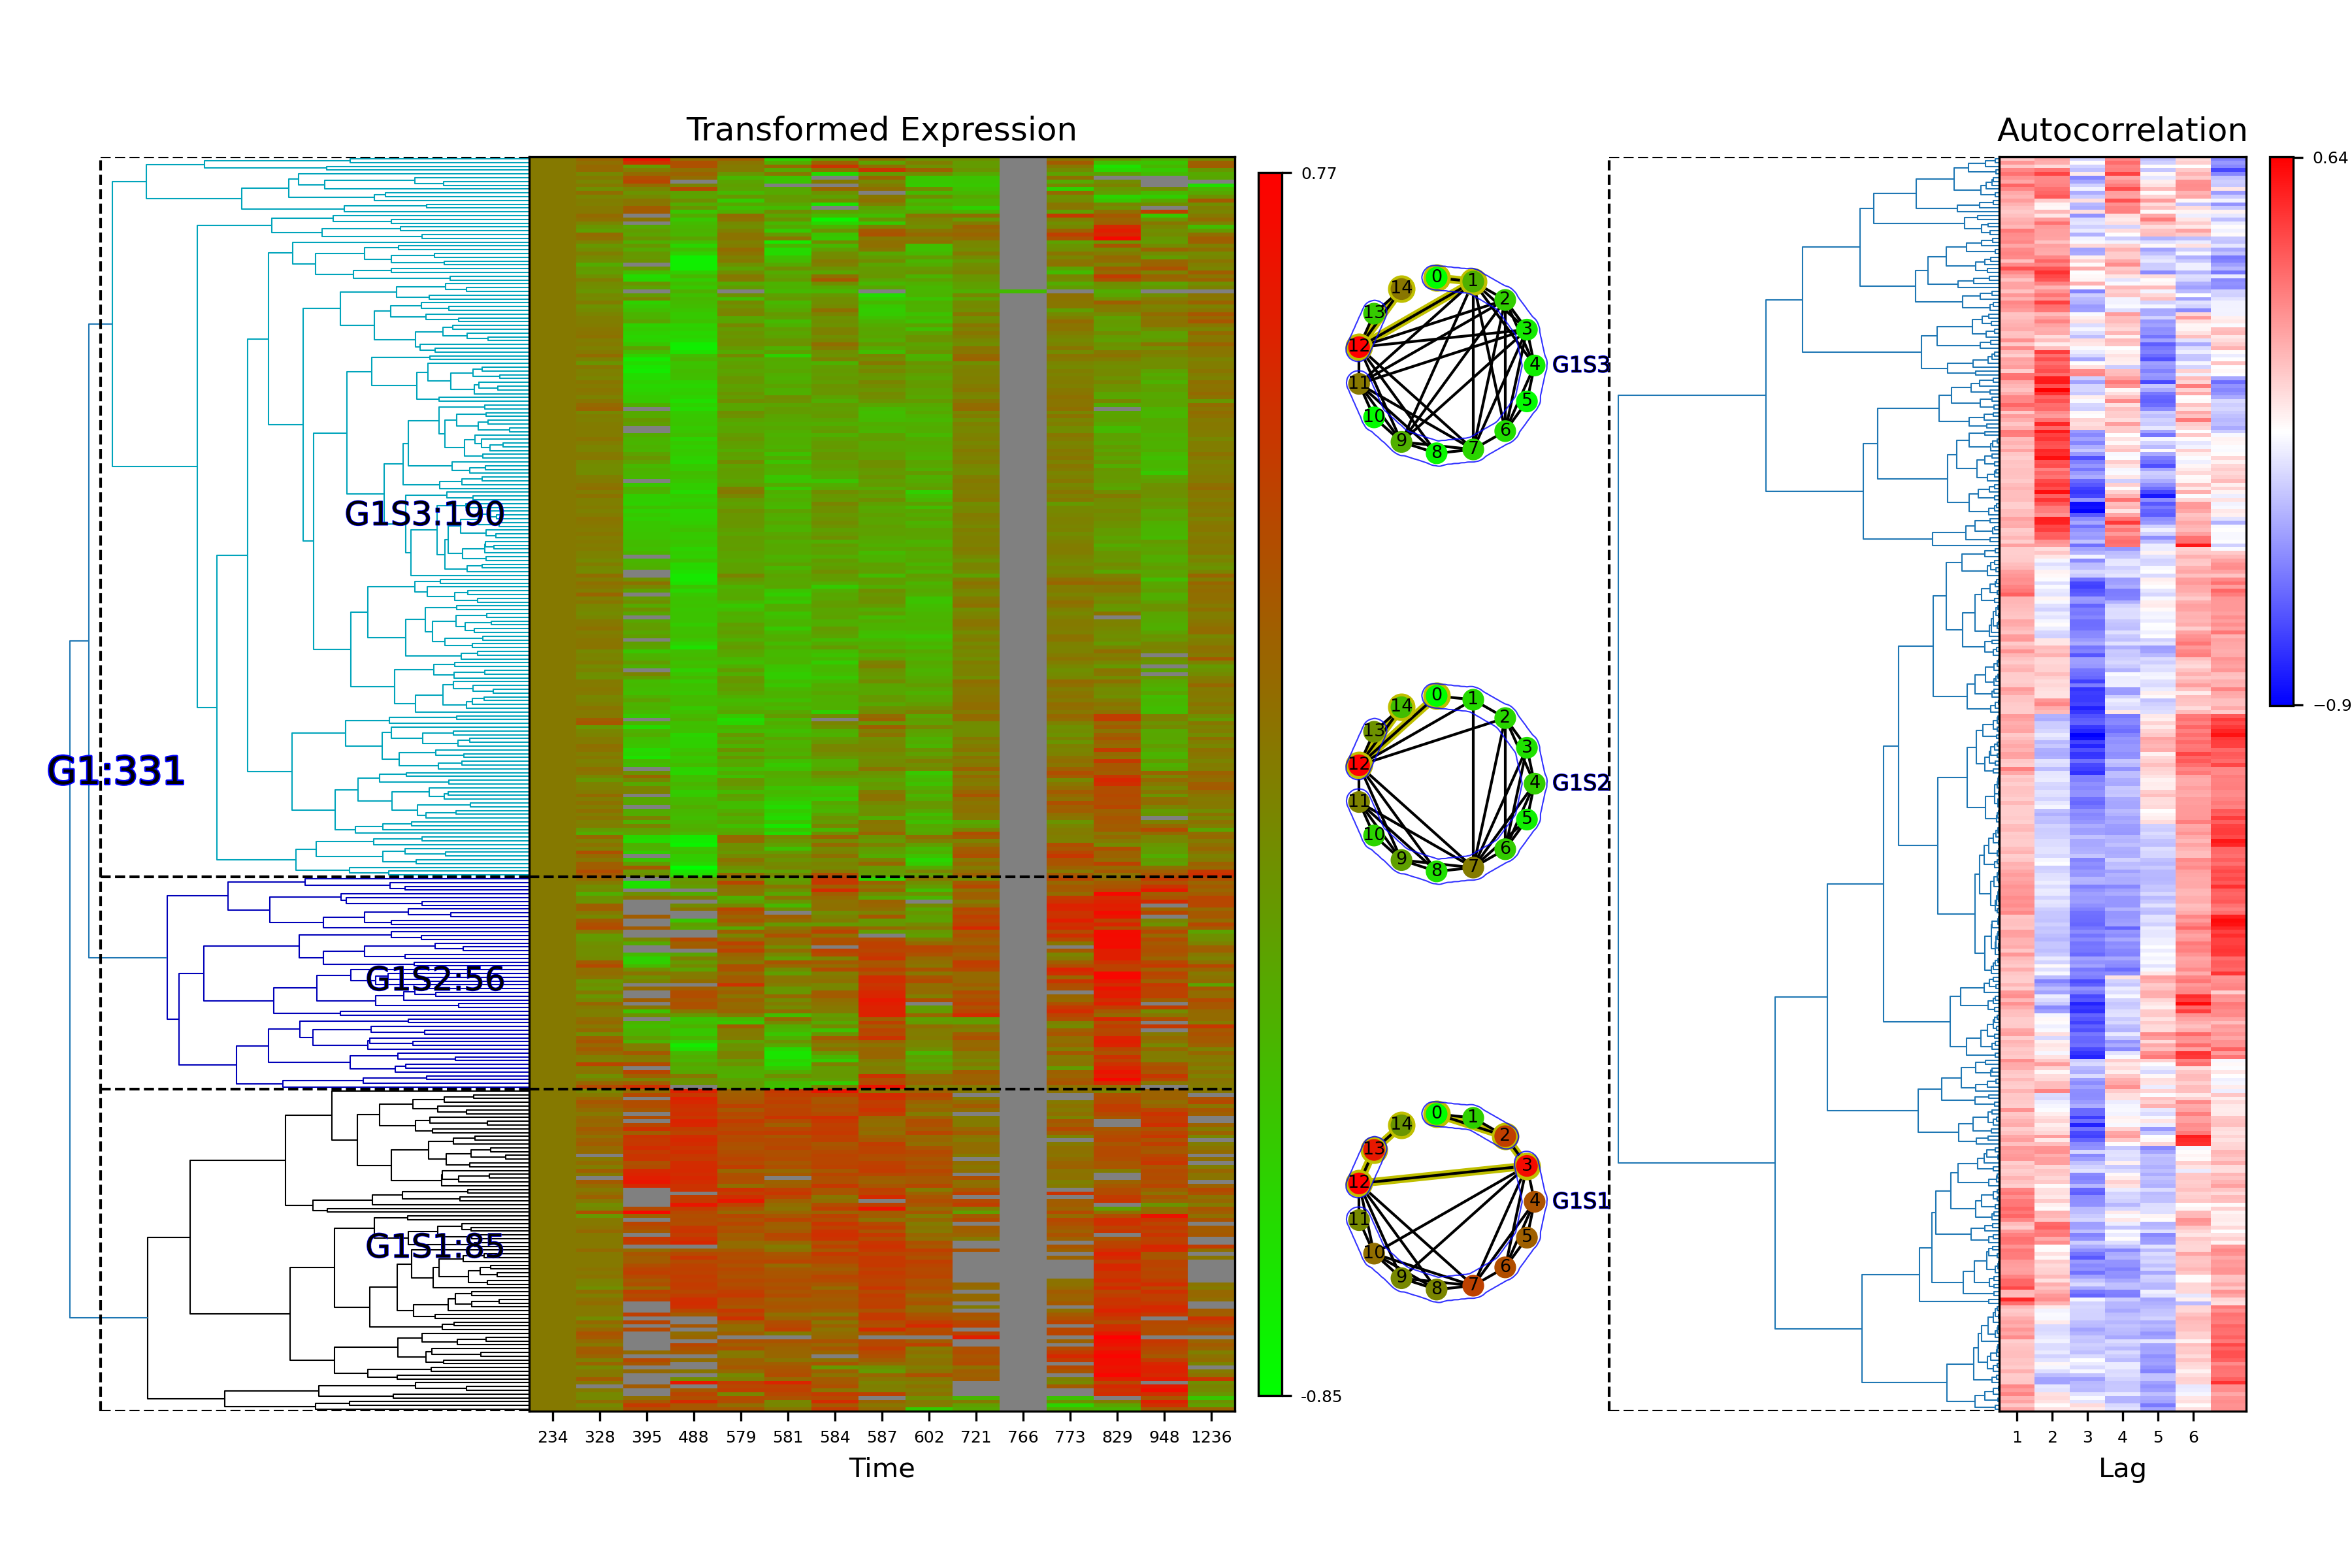 Transformed Expression
Autocorrelation
0.77
-0.85
0.64
−0.9
G1:331
G1S3:190
G1S2:56
G1S1:85
234 328 395 488 579 581 584 587 602 721 766 773 829 948 1236
Time
0 1 2 3 4 5 6 7 8 9 10 11 12 13 14
G1S3
0 1 2 3 4 5 6 7 8 9 10 11 12 13 14
G1S2
0 1 2 3 4 5 6 7 8 9 10 11 12 13 14
G1S1
1 2 3 4 5 6
Lag